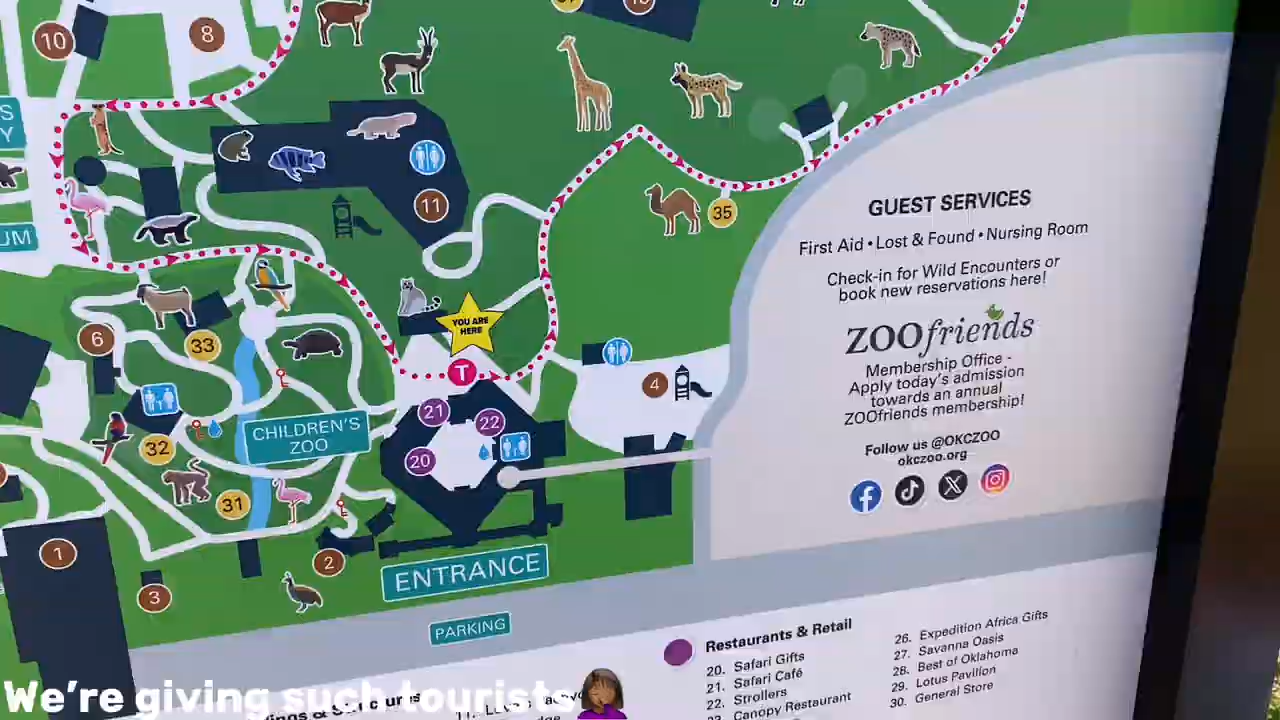 10
8
S
Y
UM
11
35
YOU ARE
HERE
T
6
33
4
CHILDREN'S
ZOO
21
22
20
32
31
1
2
3
ENTRANCE
PARKING
GUEST SERVICES
First Aid • Lost & Found • Nursing Room
Check-in for Wild Encounters or
book new reservations here!
ZOOfriends
Membership Office -
Apply today's admission
towards an annual
ZOOfriends membership!
Follow us @OKCZOO
okczoo.org
Restaurants & Retail
20. Safari Gifts
21. Safari Café
22. Strollers
23. Canopy Restaurant
26. Expedition Africa Gifts
27. Savanna Oasis
28. Best of Oklahoma
29. Lotus Pavilion
30. General Store
We're giving such tourists